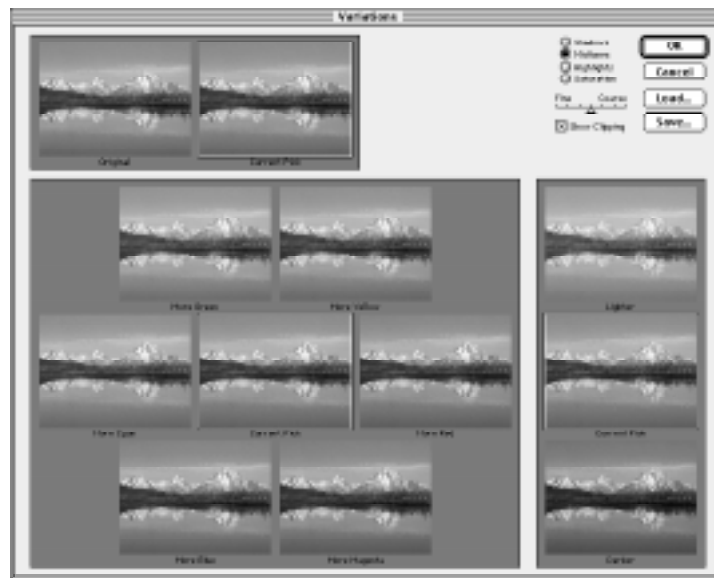 Variations
Original
Current Pick
Shadows
Midtones
Highlights
Saturation
Fine Coarse
Show Clipping
OK
Cancel
Load...
Save...
More Green
More Yellow
More Cyan
Current Pick
More Red
More Blue
More Magenta
Lighter
Current Pick
Darker